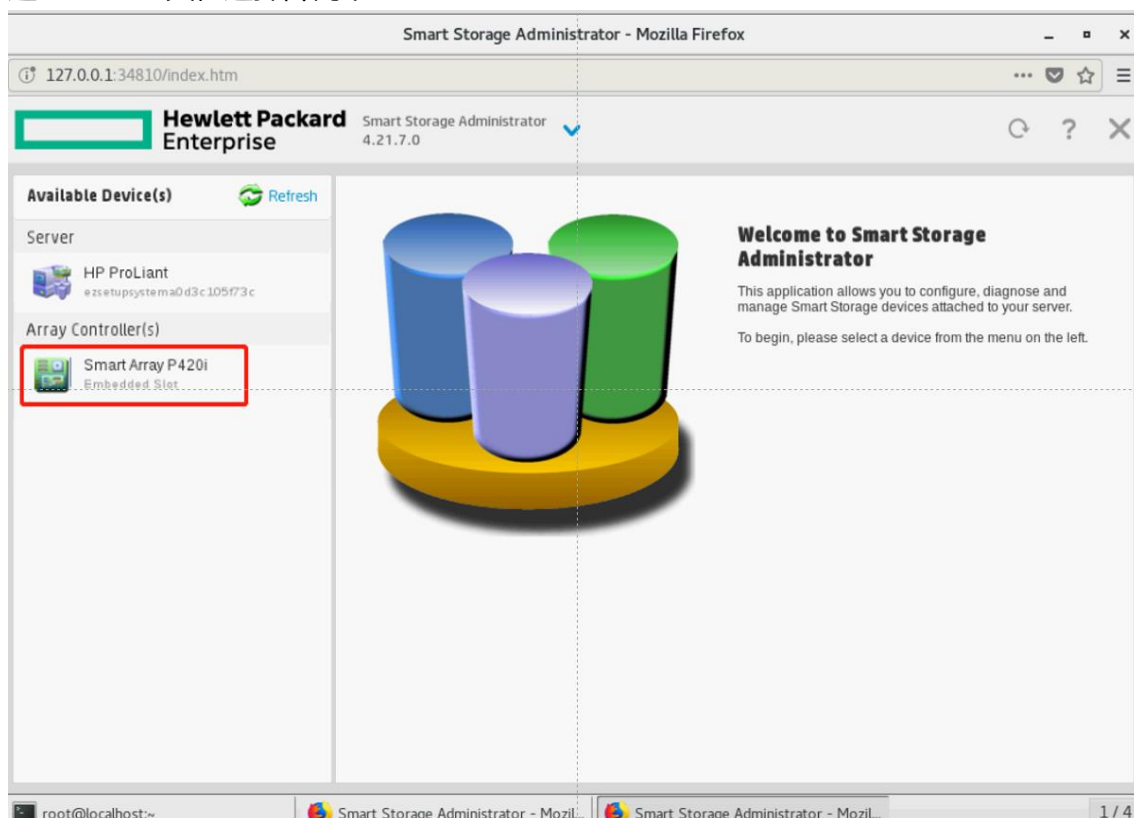 Smart Storage Administrator - Mozilla Firefox
127.0.0.1:34810/index.htm
Hewlett Packard
Enterprise
Smart Storage Administrator
4.21.7.0
Available Device(s)
Refresh
Server
HP ProLiant
ezsetupsystema0d3c105f73c
Array Controller(s)
Smart Array P420i
Embedded Slot
Welcome to Smart Storage
Administrator
This application allows you to configure, diagnose and
manage Smart Storage devices attached to your server.
To begin, please select a device from the menu on the left.
root@localhost:~
Smart Storage Administrator - Mozil...
Smart Storage Administrator - Mozil...
1 / 4